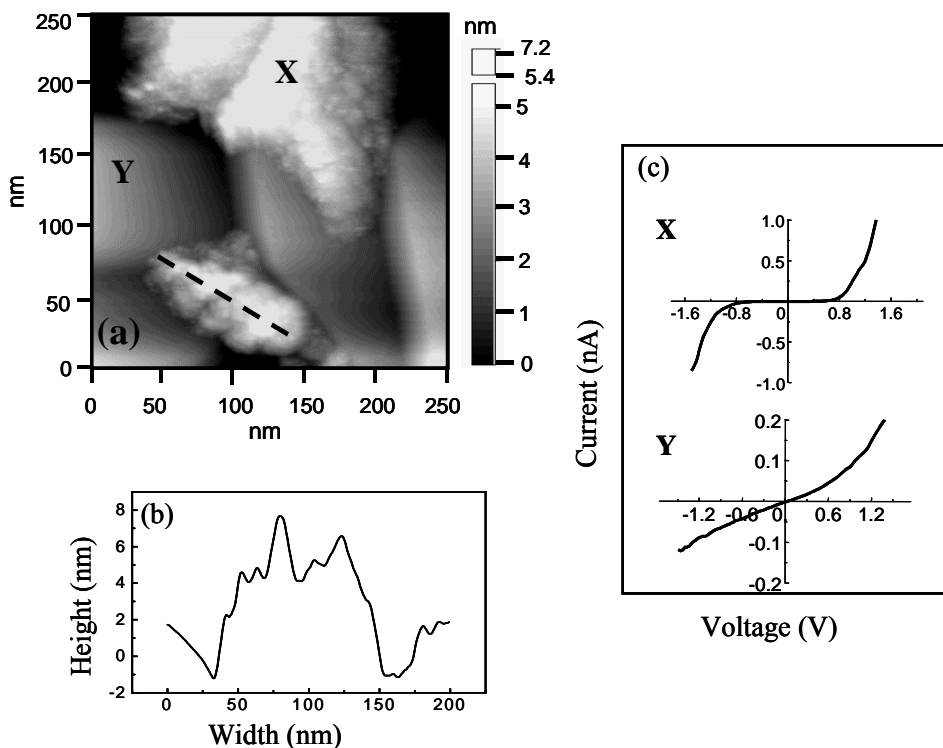 250
200
150
100
50
0
nm
0 50 100 150 200 250
nm
X
Y
(a)
nm
7.2
5.4
5
4
3
2
1
0
(b)
8
6
4
2
0
-2
Height (nm)
0 50 100 150 200
Width (nm)
(c)
X
1.0
0.5
-1.6 -0.8 0 0.8 1.6
-0.5
-1.0
Current (nA)
Y
0.2
0.1
-1.2 -0.6 0 0.6 1.2
-0.1
-0.2
Voltage (V)